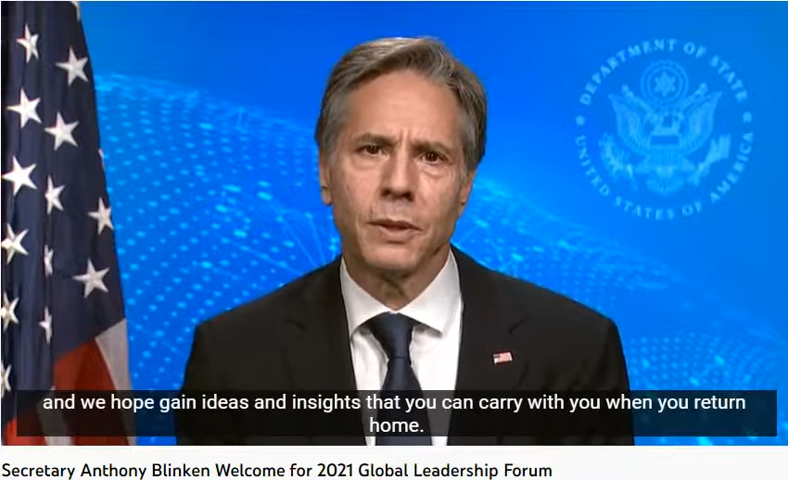 DEPARTMENT OF STATE
UNITED STATES OF AMERICA
and we hope gain ideas and insights that you can carry with you when you return
home.
Secretary Anthony Blinken Welcome for 2021 Global Leadership Forum